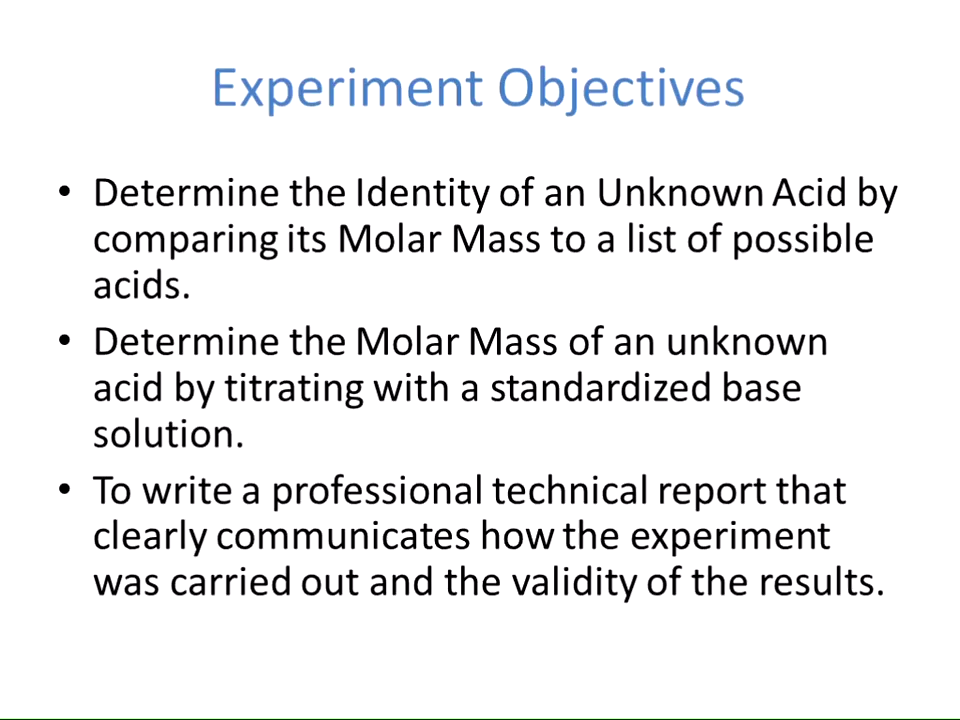 Experiment Objectives
• Determine the Identity of an Unknown Acid by
comparing its Molar Mass to a list of possible
acids.
• Determine the Molar Mass of an unknown
acid by titrating with a standardized base
solution.
• To write a professional technical report that
clearly communicates how the experiment
was carried out and the validity of the results.